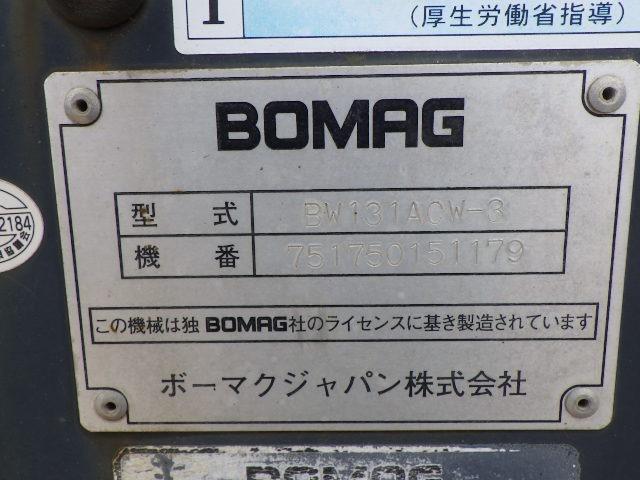 1
(厚生労働省指導)
BOMAG
型 式 BW131ACW-3
機 番 751750151179
2184
この機械は独 BOMAG社のライセンスに基き製造されています
ボーマクジャパン株式会社
BOMAG